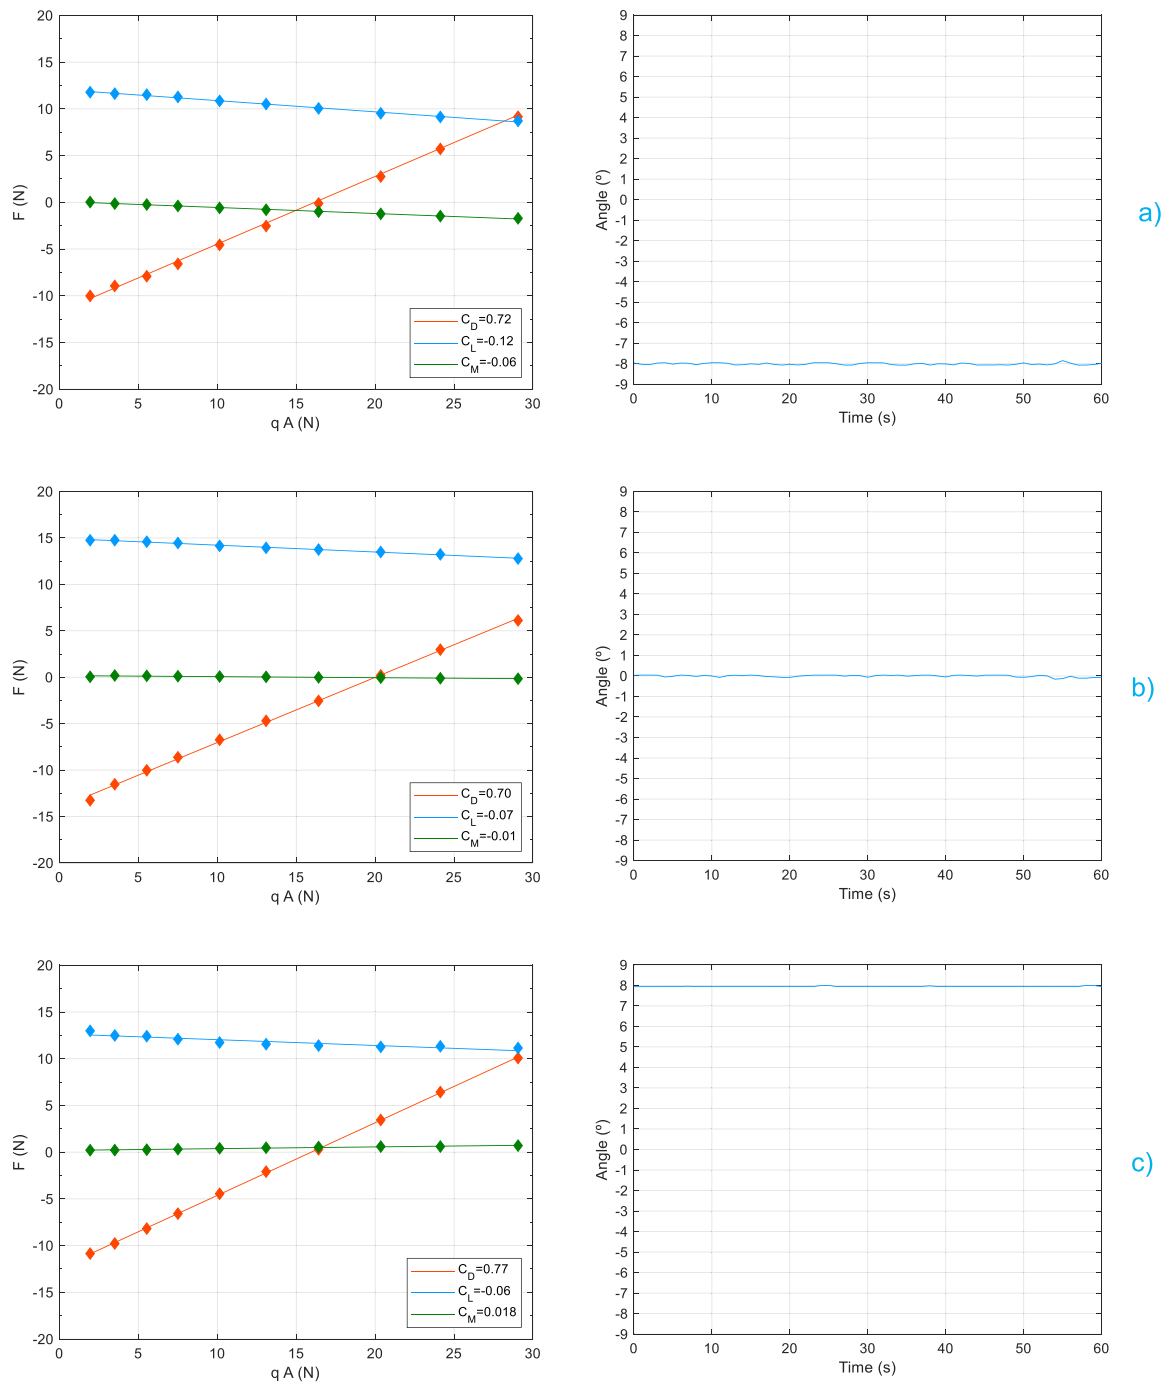 20
15
10
5
0
-5
-10
-15
-20
F (N)
0 5 10 15 20 25 30
q A (N)
C_D=0.72
C_L=-0.12
C_M=-0.06
9
8
7
6
5
4
3
2
1
0
-1
-2
-3
-4
-5
-6
-7
-8
-9
Angle (º)
0 10 20 30 40 50 60
Time (s)
a)
20
15
10
5
0
-5
-10
-15
-20
F (N)
0 5 10 15 20 25 30
q A (N)
C_D=0.70
C_L=-0.07
C_M=-0.01
9
8
7
6
5
4
3
2
1
0
-1
-2
-3
-4
-5
-6
-7
-8
-9
Angle (º)
0 10 20 30 40 50 60
Time (s)
b)
20
15
10
5
0
-5
-10
-15
-20
F (N)
0 5 10 15 20 25 30
q A (N)
C_D=0.77
C_L=-0.06
C_M=0.018
9
8
7
6
5
4
3
2
1
0
-1
-2
-3
-4
-5
-6
-7
-8
-9
Angle (º)
0 10 20 30 40 50 60
Time (s)
c)